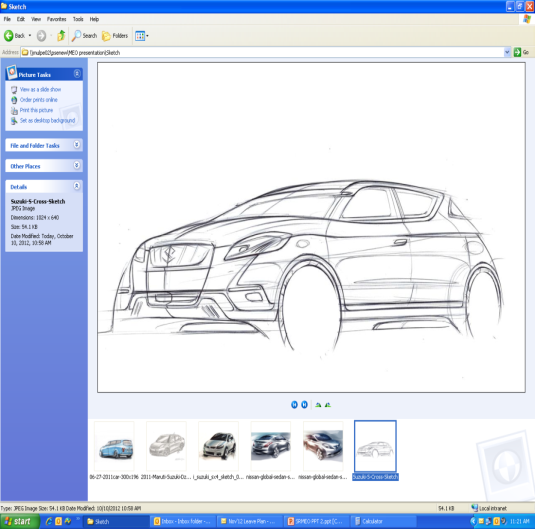 Sketch
File Edit View Favorites Tools Help
Back Search Folders
Address \\mulpe02\psenew\MEO presentation\Sketch Go
Picture Tasks
View as a slide show
Order prints online
Print this picture
Set as desktop background
File and Folder Tasks
Other Places
Details
Suzuki-S-Cross-Sketch
JPEG Image
Dimensions: 1024 x 640
Size: 54.1 KB
Date Modified: Today, October
10, 2012, 10:58 AM
06-27-2011car-300x196 2011-Maruti-Suzuki-Dz... i_suzuki_sx4_sketch_0... nissan-global-sedan-s... nissan-global-sedan-s... Suzuki-S-Cross-Sketch
Type: JPEG Image Size: 54.1 KB Date Modified: 10/10/2012 10:58 AM 54.1 KB Local intranet
start Sketch Inbox - Inbox folder -... Nov'12 Leave Plan - ... SRMEO PPT 2.ppt [C... Calculator 11:21 AM